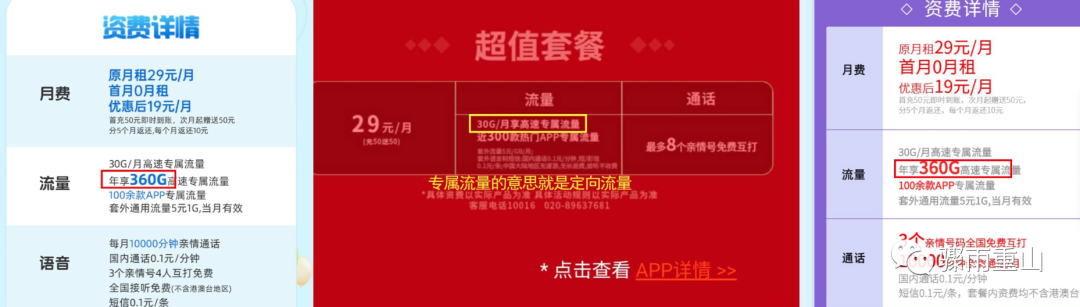 资费详情
月费
原月租29元/月
首月0月租
优惠后19元/月
首充50元即时到账，次月起赠送50元
分5个月返还,每个月返还10元
流量
30G/月高速专属流量
年享360G高速专属流量
100余款APP专属流量
套外通用流量5元1G,当月有效
语音
每月10000分钟亲情通话
国内通话0.1元/分钟
3个亲情号4人互打免费
全国接听免费(不含港澳台地区)
短信0.1元/条
超值套餐
29元/月
(充50送50)
流量
30G/月享高速专属流量
近300款热门APP专属流量
套外流量5元/GB/月;
通话
最多8个亲情号免费互打
专属流量的意思就是定向流量
*具体资费以实际产品为准 具体活动规则以实际产品为准
客服电话10016 020-89637681
* 点击查看 APP详情 >>
资费详情
月费
原月租29元/月
首月0月租
优惠后19元/月
首充50元即时到账，次月起赠送50元，
分5个月返还，每个月返还10元
流量
30G/月高速专属流量
年享360G高速专属流量
100余款APP专属流量
套外通用流量5元1G，当月有效
通话
3个亲情号码全国免费互打
国内通话0.1元/分钟
短信0.1元/条，套餐内资费均不含港澳台
骤雨重山